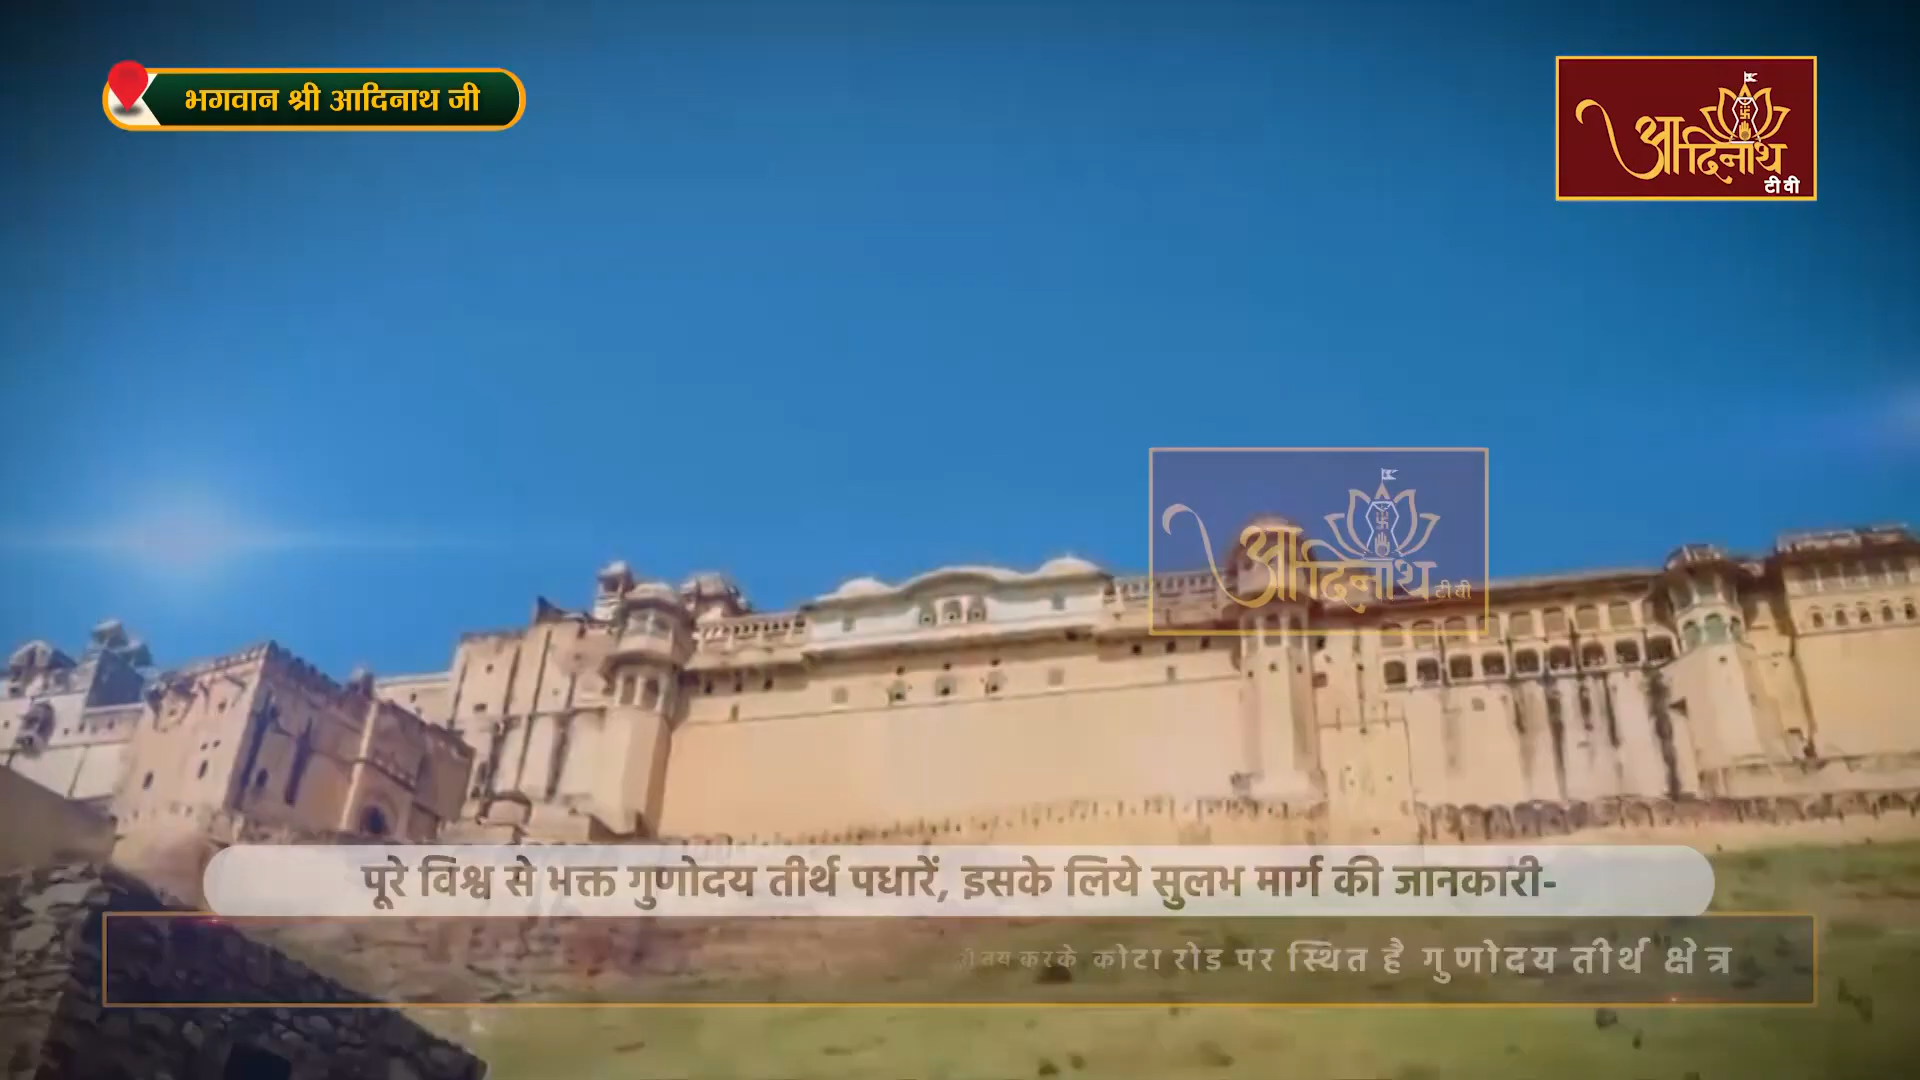 भगवान श्री आदिनाथ जी
आदिनाथ
टीवी
आदिनाथ टीवी
पूरे विश्व से भक्त गुणोदय तीर्थ पधारें, इसके लिये सुलभ मार्ग की जानकारी-
करके कोटा रोड पर स्थित है गुणोदय तीर्थ क्षेत्र